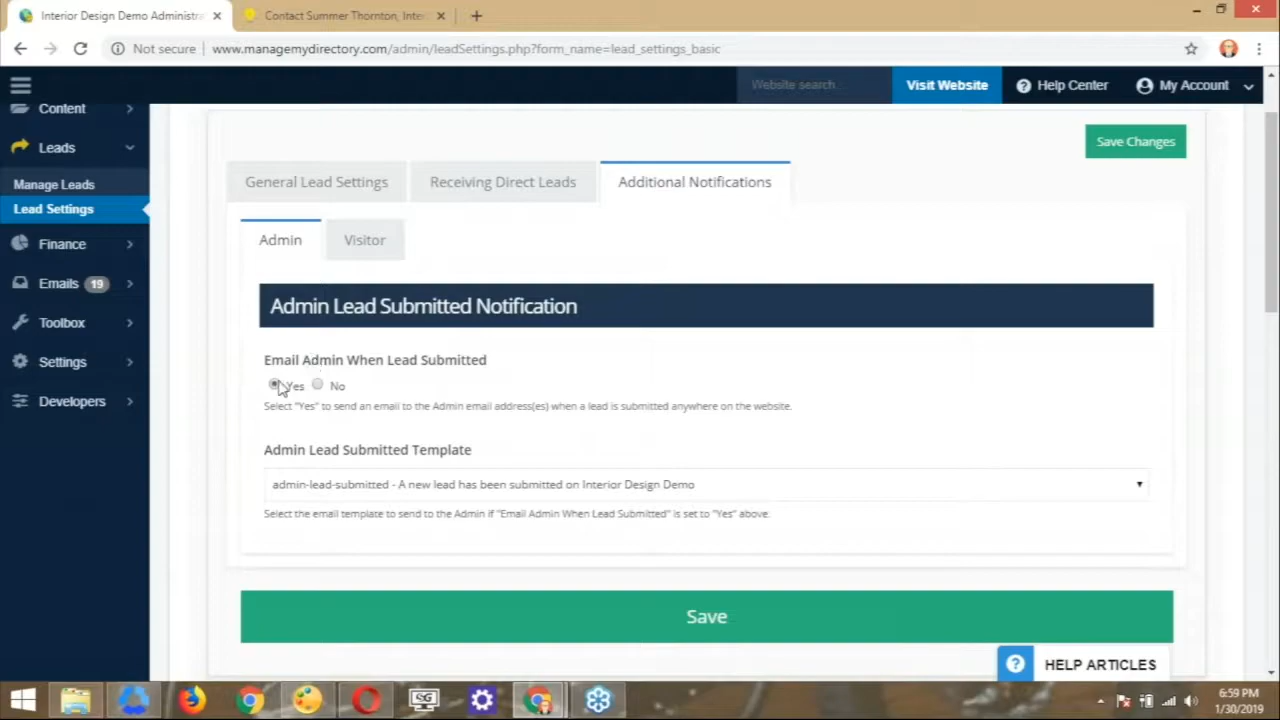 Interior Design Demo Administra
Contact Summer Thornton, Inter
Not secure
www.managemydirectory.com/admin/leadSettings.php?form_name=lead_settings_basic
Website search...
Visit Website
Help Center
My Account
Content
Leads
Manage Leads
Lead Settings
Finance
Emails 19
Toolbox
Settings
Developers
Save Changes
General Lead Settings
Receiving Direct Leads
Additional Notifications
Admin
Visitor
Admin Lead Submitted Notification
Email Admin When Lead Submitted
Yes No
Select "Yes" to send an email to the Admin email address(es) when a lead is submitted anywhere on the website.
Admin Lead Submitted Template
admin-lead-submitted - A new lead has been submitted on Interior Design Demo
Select the email template to send to the Admin if "Email Admin When Lead Submitted" is set to "Yes" above.
Save
HELP ARTICLES
SG
6:59 PM
1/30/2019